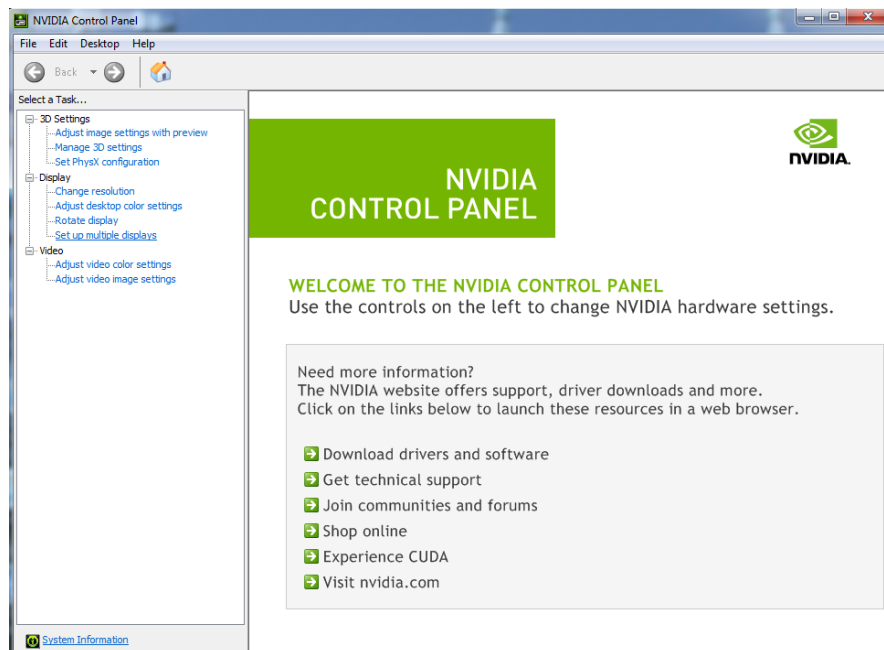 NVIDIA Control Panel
File Edit Desktop Help
Back
Select a Task...
3D Settings
Adjust image settings with preview
Manage 3D settings
Set PhysX configuration
Display
Change resolution
Adjust desktop color settings
Rotate display
Set up multiple displays
Video
Adjust video color settings
Adjust video image settings
System Information
NVIDIA
CONTROL PANEL
NVIDIA.
WELCOME TO THE NVIDIA CONTROL PANEL
Use the controls on the left to change NVIDIA hardware settings.
Need more information?
The NVIDIA website offers support, driver downloads and more.
Click on the links below to launch these resources in a web browser.
Download drivers and software
Get technical support
Join communities and forums
Shop online
Experience CUDA
Visit nvidia.com